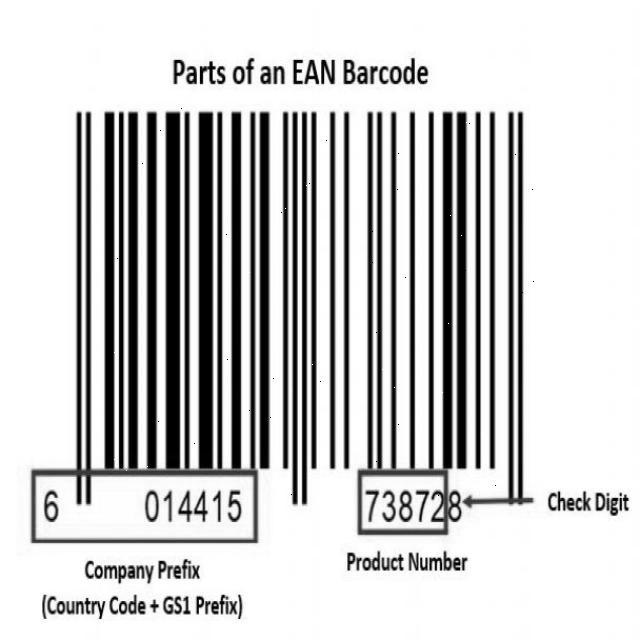 Parts of an EAN Barcode
6 014415 738728
Check Digit
Company Prefix
(Country Code + GS1 Prefix)
Product Number